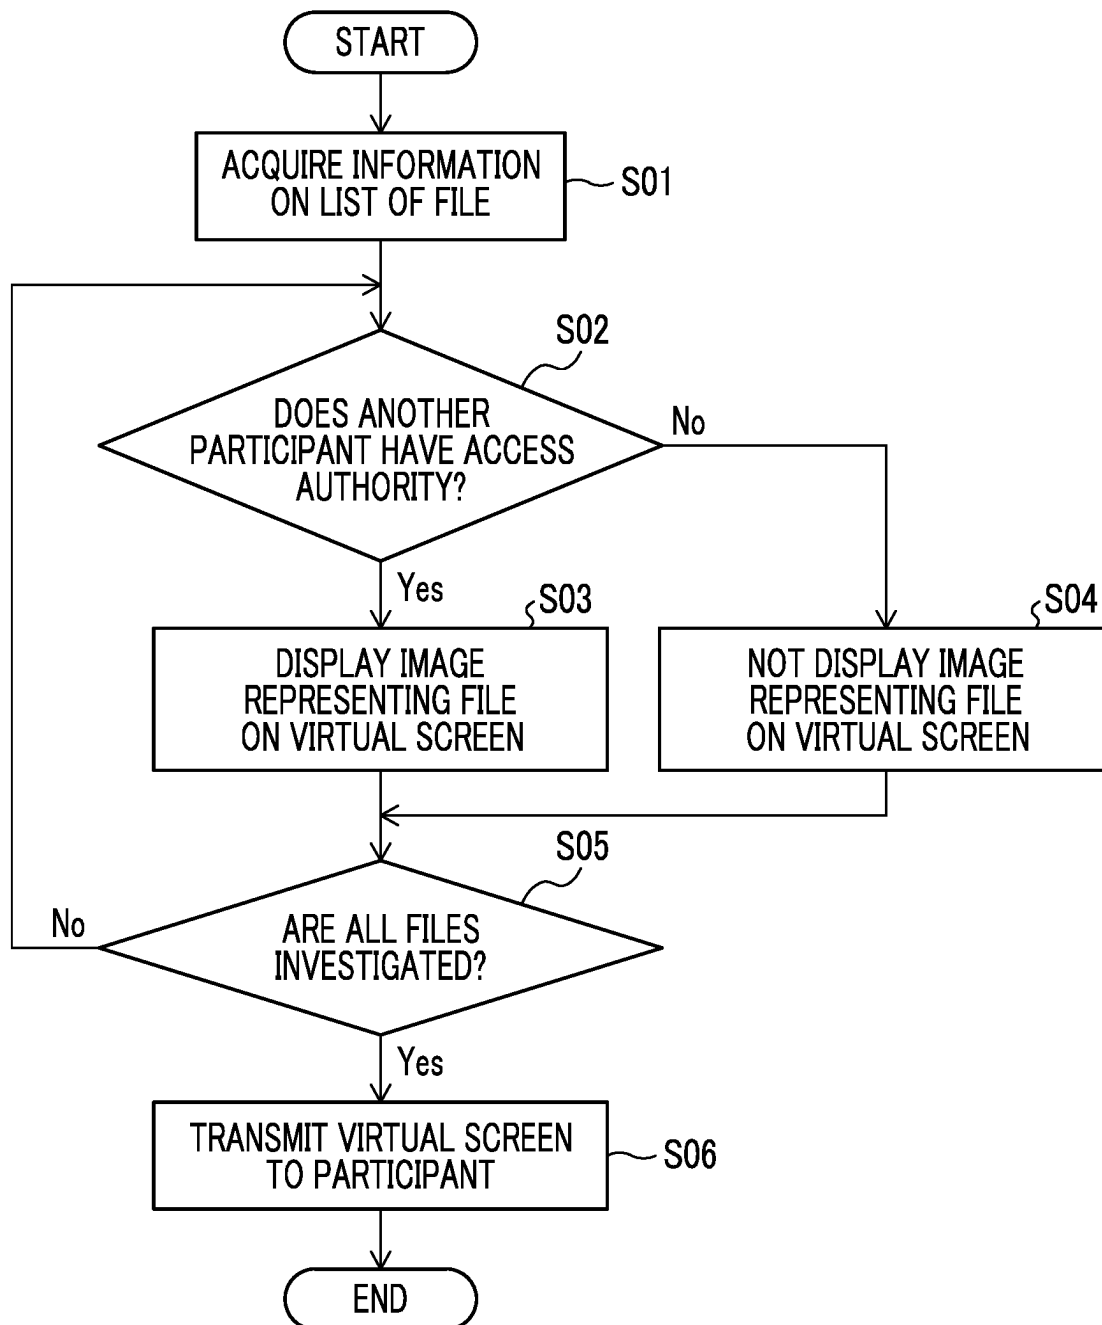 START
ACQUIRE INFORMATION
ON LIST OF FILE
S01
S02
DOES ANOTHER
PARTICIPANT HAVE ACCESS
AUTHORITY?
No
Yes
S03
S04
DISPLAY IMAGE
REPRESENTING FILE
ON VIRTUAL SCREEN
NOT DISPLAY IMAGE
REPRESENTING FILE
ON VIRTUAL SCREEN
S05
No
ARE ALL FILES
INVESTIGATED?
Yes
TRANSMIT VIRTUAL SCREEN
TO PARTICIPANT
S06
END